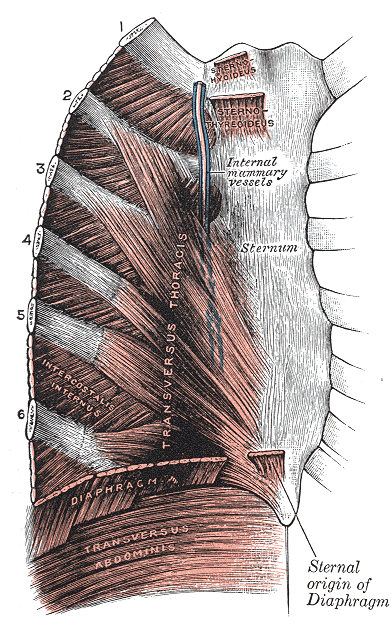 1
STERNO-
HYOIDEUS
2
STERNO-
THYREOIDEUS
Internal
mammary
vessels
3
TRANSVERSUS THORACIS
4
Sternum
5
INTERCOSTALIS
INTERNUS
6
DIAPHRAGM
TRANSVERSUS
ABDOMINIS
Sternal
origin of
Diaphragm